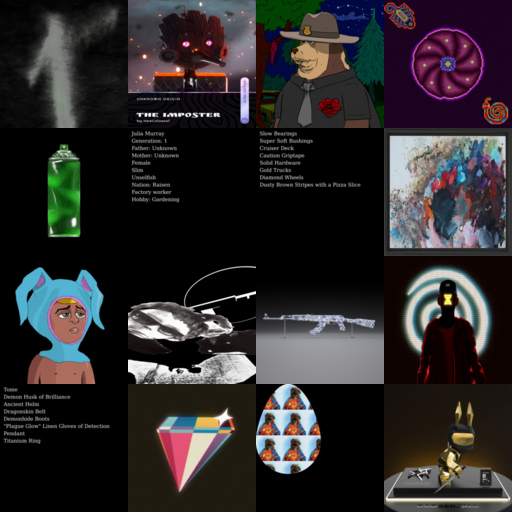 UNKNOWN ORIGIN
THE IMPOSTER
Julia Murray
Generation: 1
Father: Unknown
Mother: Unknown
Female
Slim
Unselfish
Nation: Raisen
Factory worker
Hobby: Gardening
Slow Bearings
Super Soft Bushings
Cruiser Deck
Caution Griptape
Solid Hardware
Gold Trucks
Diamond Wheels
Dusty Brown Stripes with a Pizza Slice
Tome
Demon Husk of Brilliance
Ancient Helm
Dragonskin Belt
Demonhide Boots
"Plague Glow" Linen Gloves of Detection
Pendant
Titanium Ring